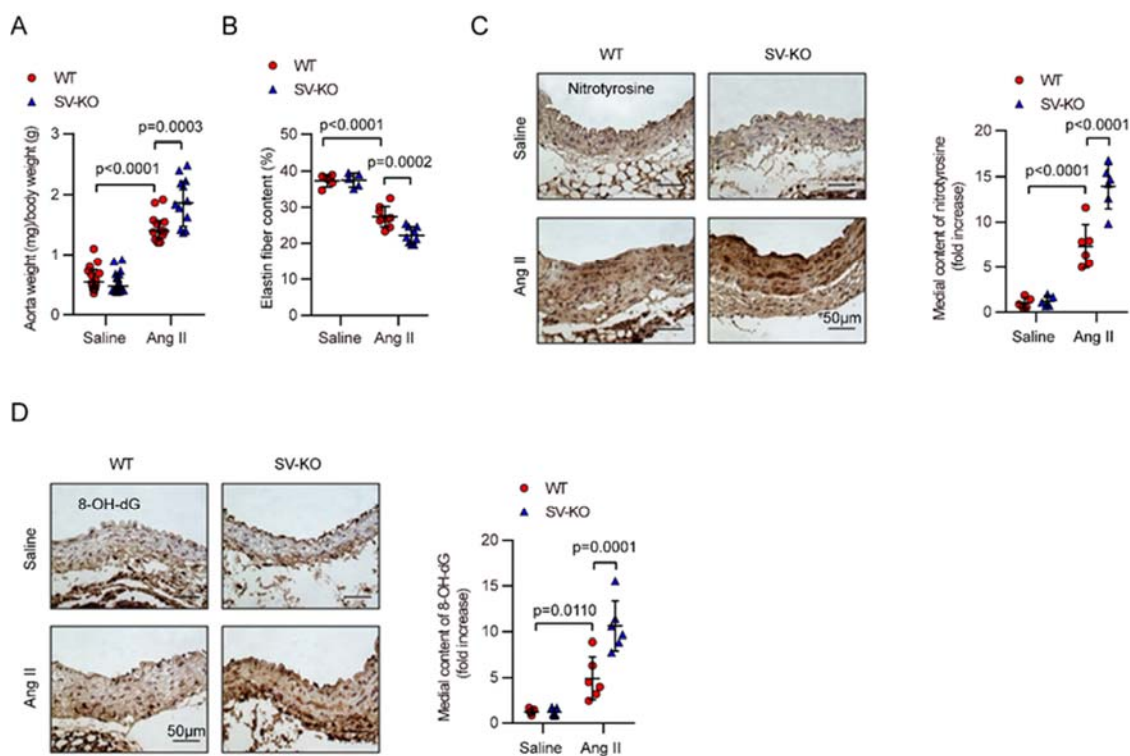 A
WT
SV-KO
Aorta weight (mg)/body weight (g)
3
2
1
0
p<0.0001
p=0.0003
Saline
Ang II
B
WT
SV-KO
Elastin fiber content (%)
50
40
30
20
10
0
p<0.0001
p=0.0002
Saline
Ang II
C
WT
SV-KO
Saline
Nitrotyrosine
Ang II
50μm
WT
SV-KO
Medial content of nitrotyrosine
(fold increase)
20
15
10
5
0
p<0.0001
p<0.0001
Saline
Ang II
D
WT
SV-KO
Saline
8-OH-dG
Ang II
50μm
WT
SV-KO
Medial content of 8-OH-dG
(fold increase)
20
15
10
5
0
p=0.0110
p=0.0001
Saline
Ang II